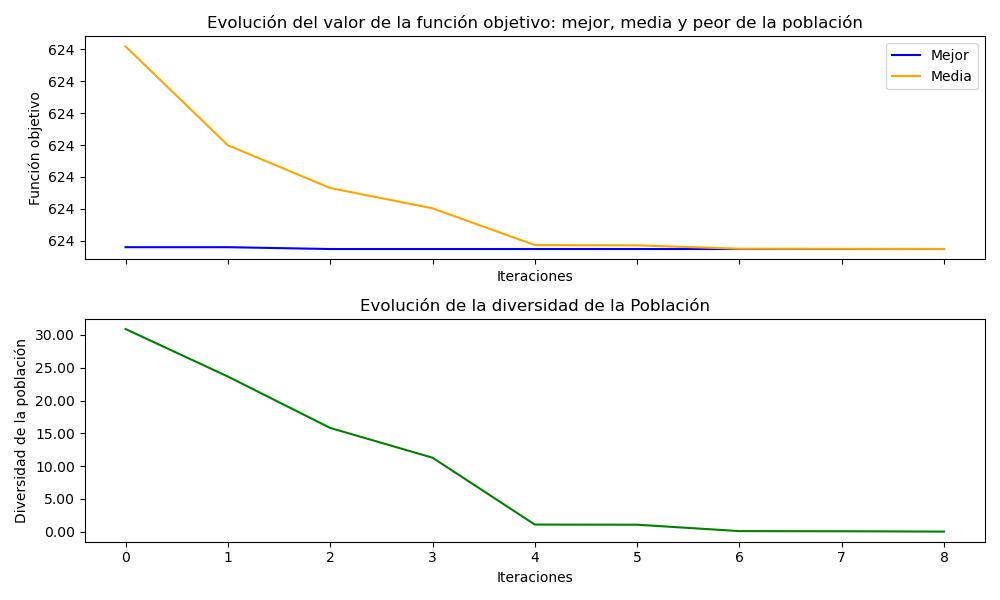 Evolución del valor de la función objetivo: mejor, media y peor de la población
Mejor
Media
624
624
624
624
624
624
624
Función objetivo
Iteraciones
Evolución de la diversidad de la Población
30.00
25.00
20.00
15.00
10.00
5.00
0.00
Diversidad de la población
0 1 2 3 4 5 6 7 8
Iteraciones